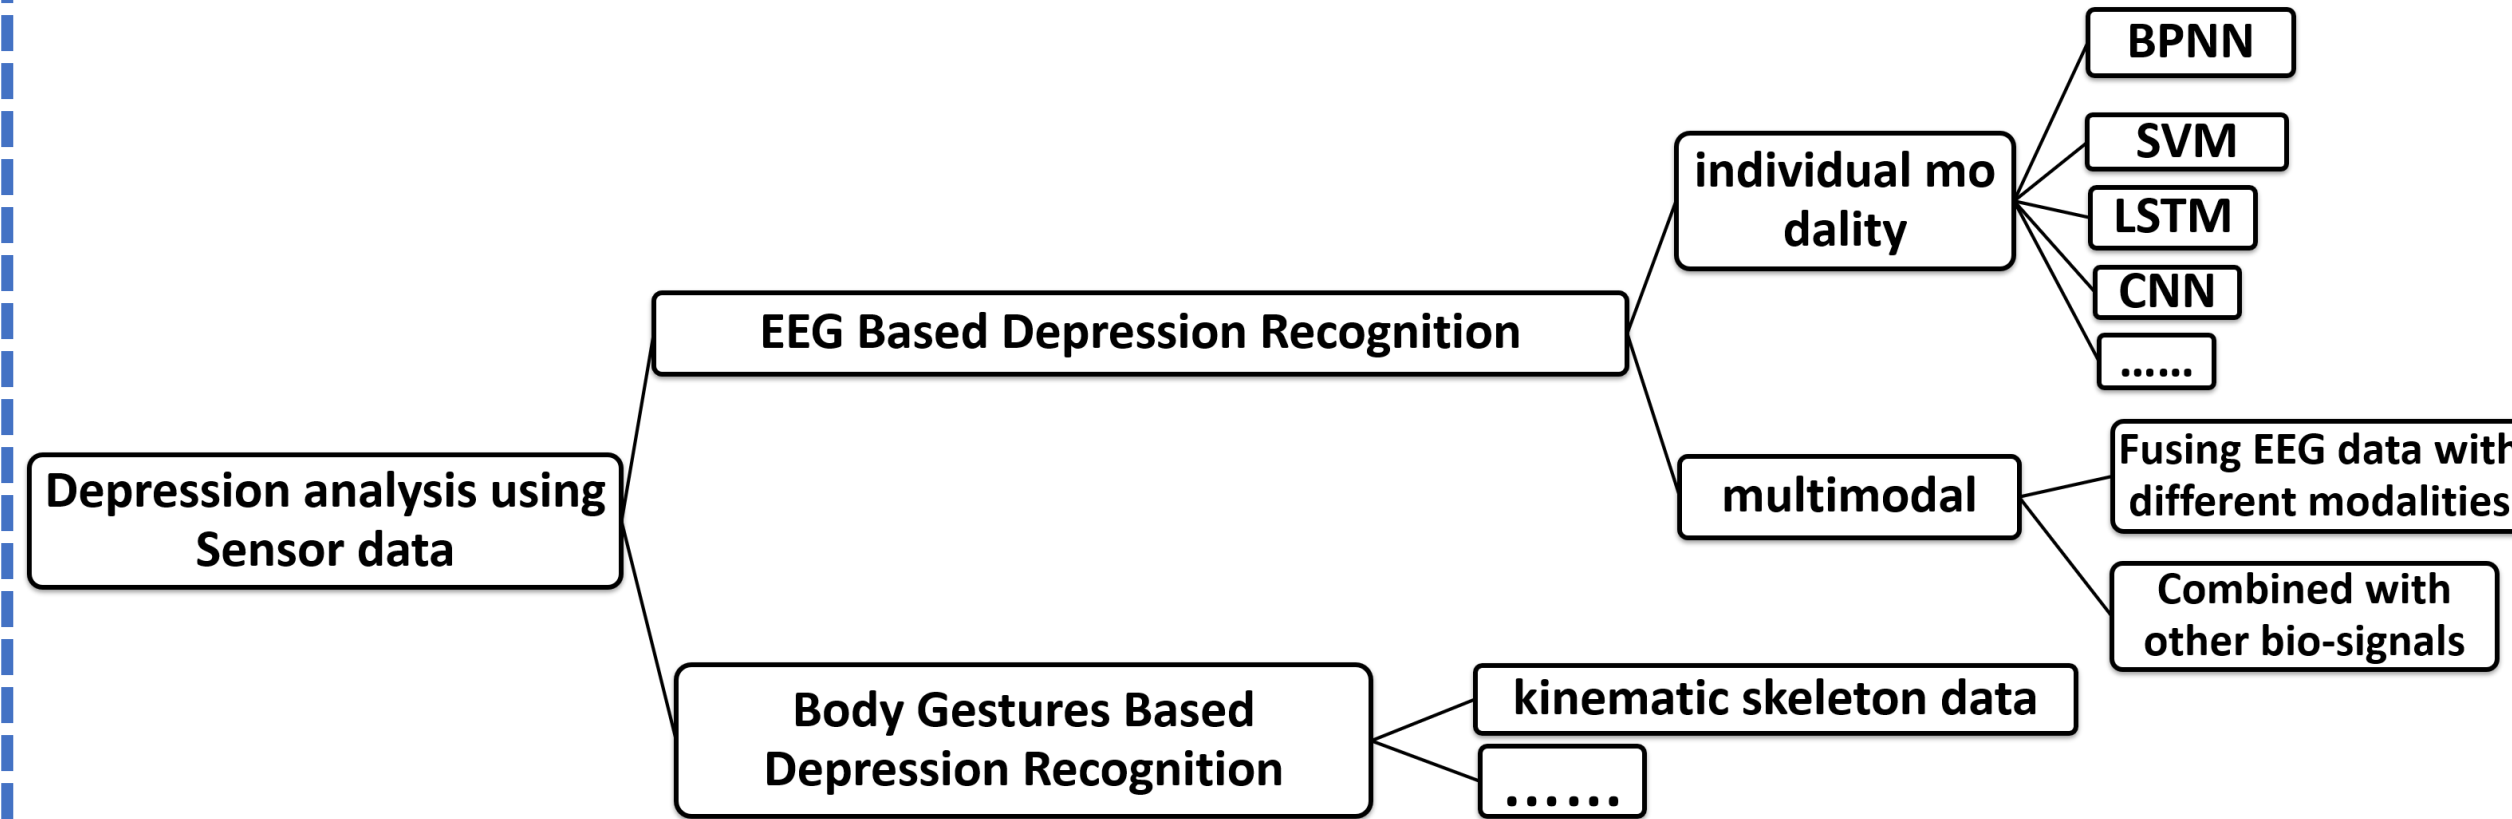 BPNN
SVM
individual mo
dality
LSTM
CNN
......
EEG Based Depression Recognition
Fusing EEG data with
different modalities
multimodal
Depression analysis using
Sensor data
Combined with
other bio-signals
kinematic skeleton data
Body Gestures Based
Depression Recognition
......